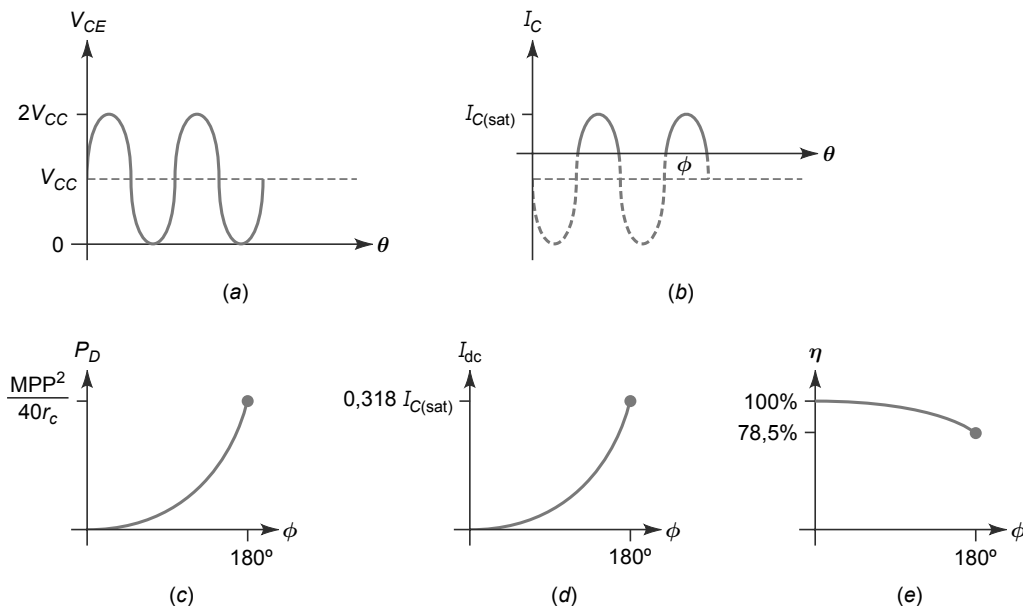 V_CE
2V_CC
V_CC
0
θ
(a)
I_C
I_C(sat)
ϕ
θ
(b)
P_D
MPP²
40r_c
180º
ϕ
(c)
I_dc
0,318 I_C(sat)
180º
ϕ
(d)
η
100%
78,5%
180º
ϕ
(e)